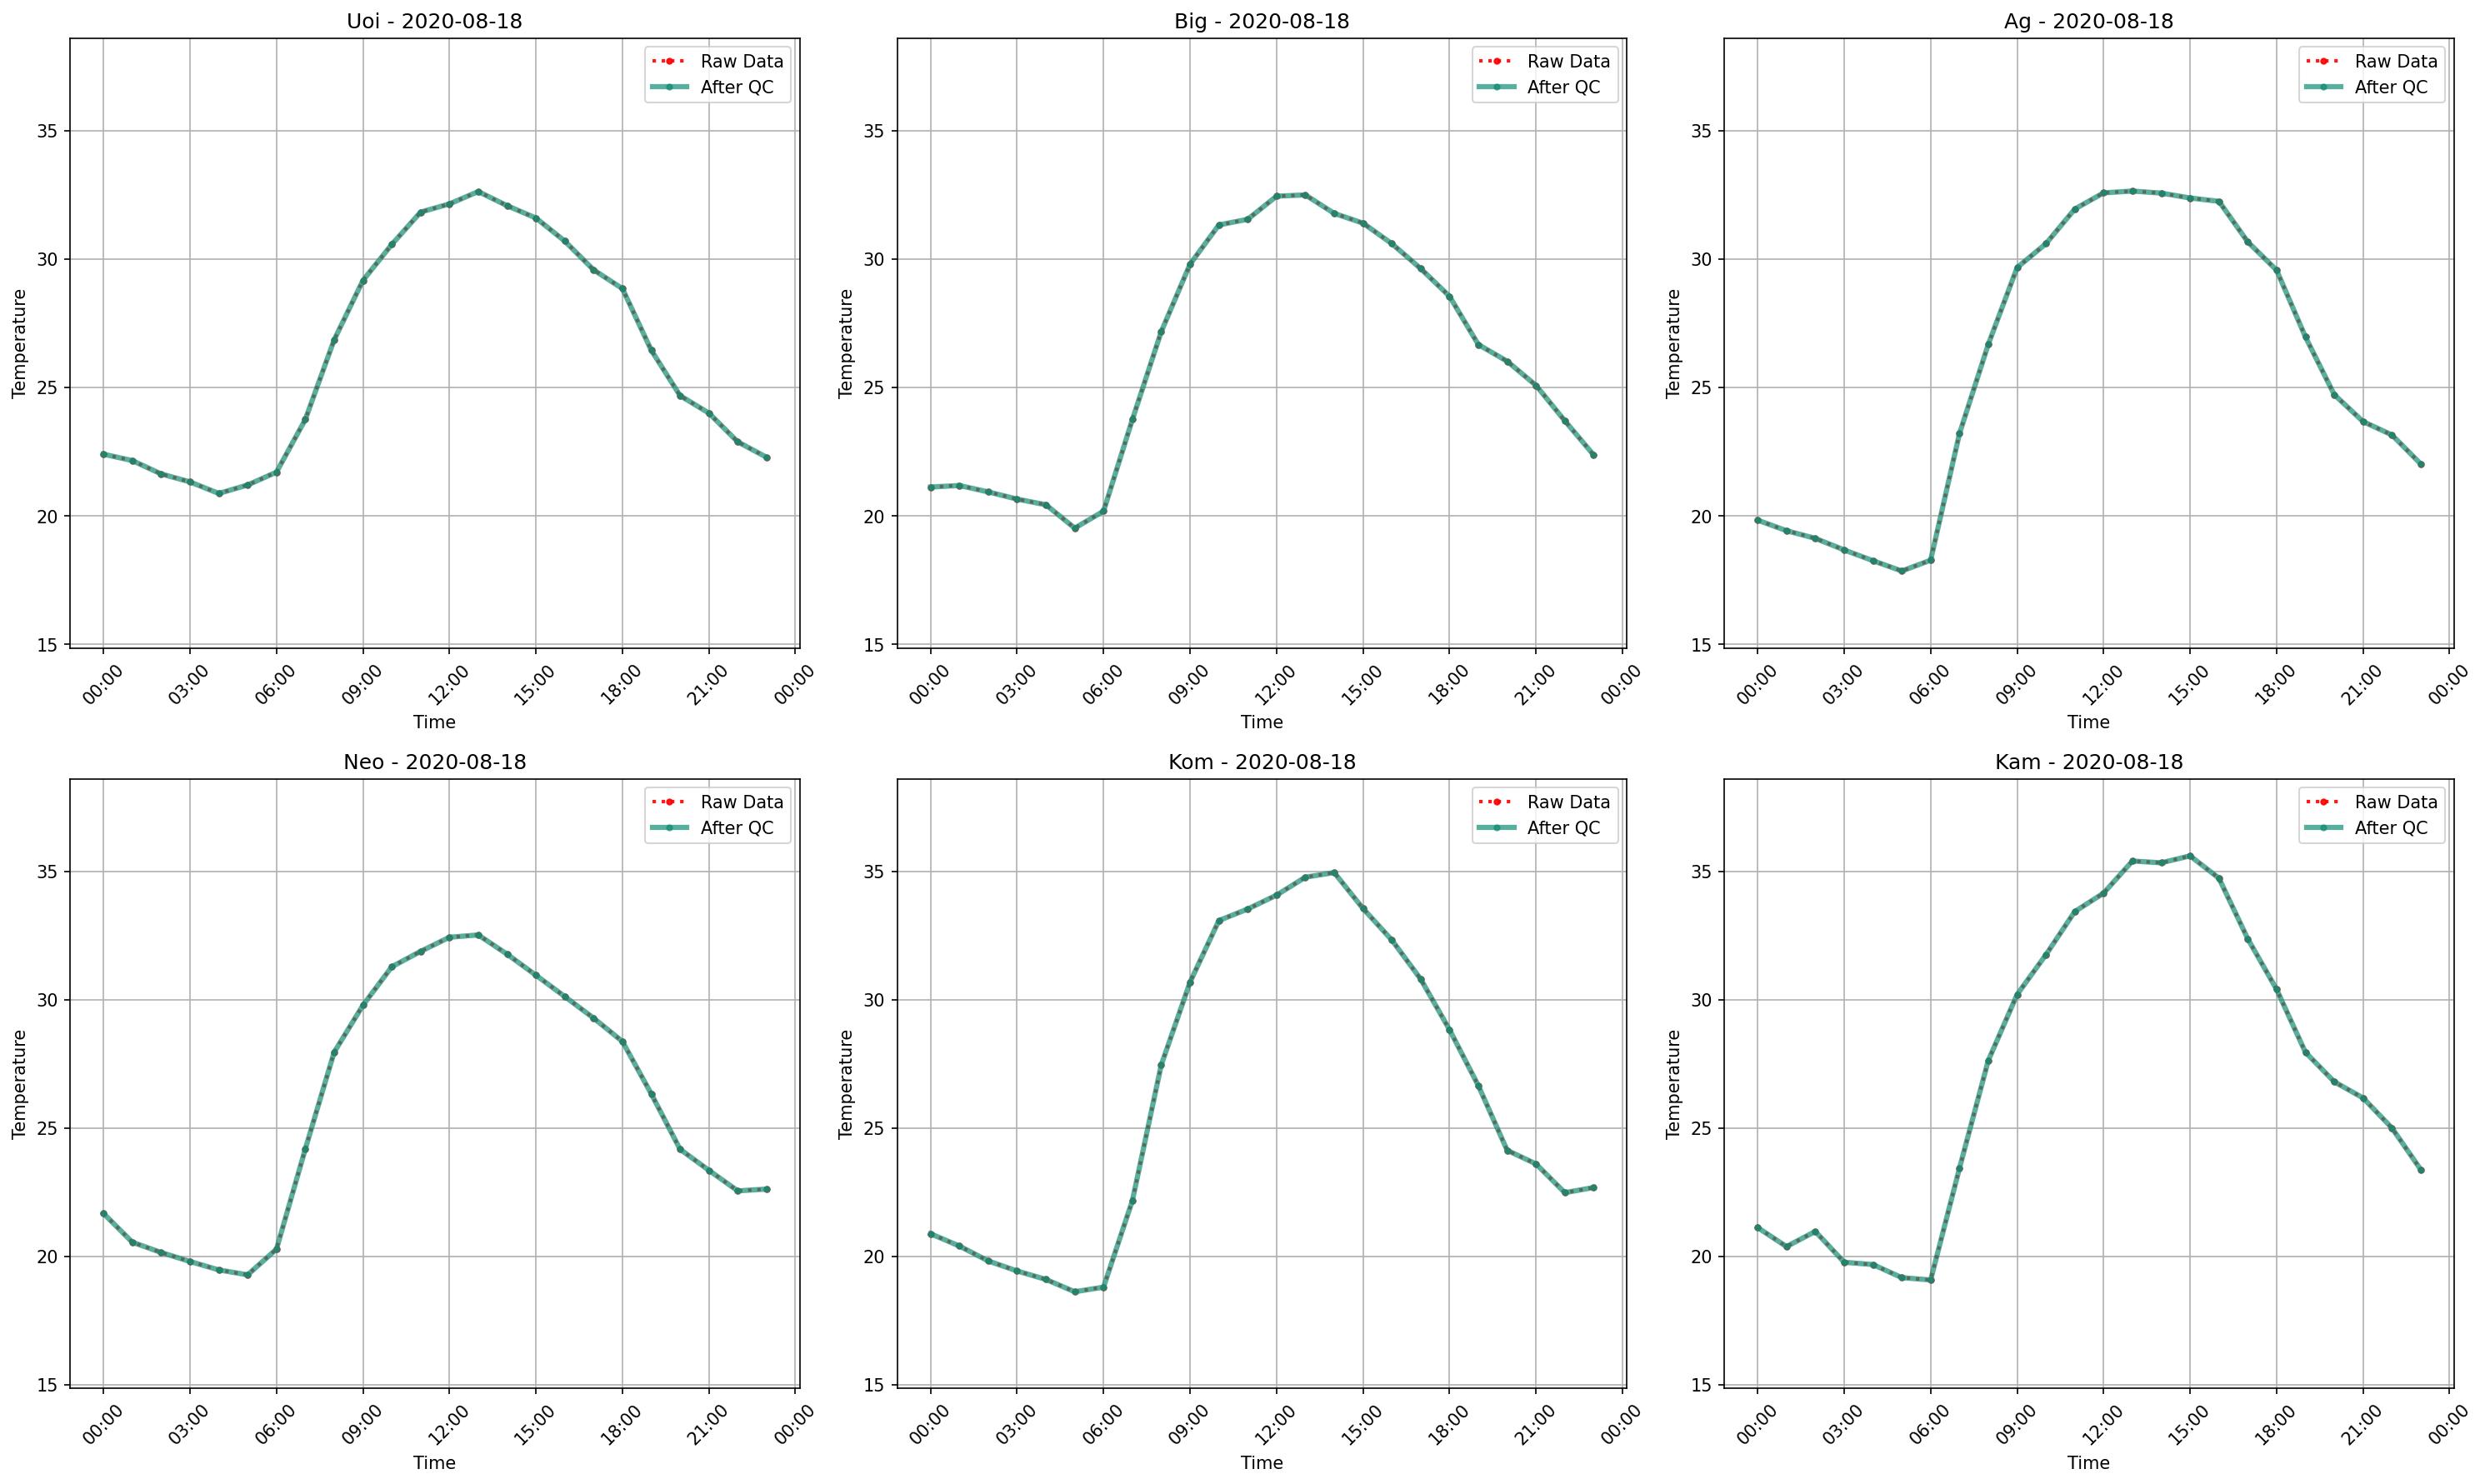 Uoi - 2020-08-18
Raw Data
After QC
Temperature
35
30
25
20
15
00:00
03:00
06:00
09:00
12:00
15:00
18:00
21:00
00:00
Time
Big - 2020-08-18
Raw Data
After QC
Temperature
35
30
25
20
15
00:00
03:00
06:00
09:00
12:00
15:00
18:00
21:00
00:00
Time
Ag - 2020-08-18
Raw Data
After QC
Temperature
35
30
25
20
15
00:00
03:00
06:00
09:00
12:00
15:00
18:00
21:00
00:00
Time
Neo - 2020-08-18
Raw Data
After QC
Temperature
35
30
25
20
15
00:00
03:00
06:00
09:00
12:00
15:00
18:00
21:00
00:00
Time
Kom - 2020-08-18
Raw Data
After QC
Temperature
35
30
25
20
15
00:00
03:00
06:00
09:00
12:00
15:00
18:00
21:00
00:00
Time
Kam - 2020-08-18
Raw Data
After QC
Temperature
35
30
25
20
15
00:00
03:00
06:00
09:00
12:00
15:00
18:00
21:00
00:00
Time